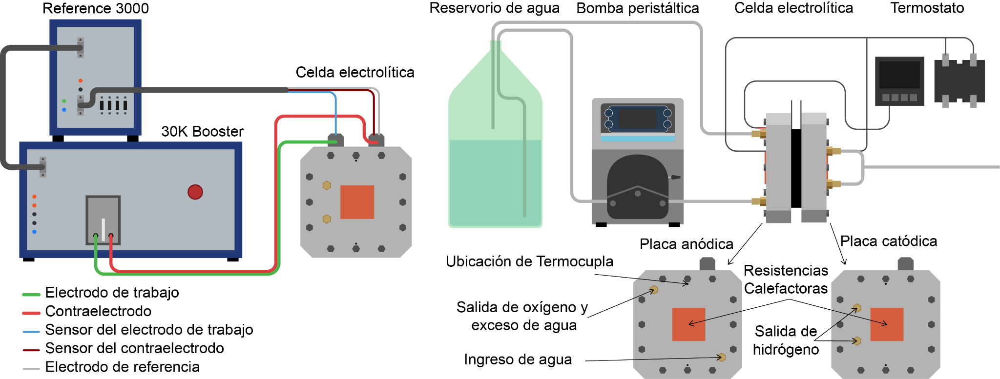 Reference 3000
Celda electrolítica
30K Booster
Electrodo de trabajo
Contraelectrodo
Sensor del electrodo de trabajo
Sensor del contraelectrodo
Electrodo de referencia
Reservorio de agua
Bomba peristáltica
Celda electrolítica
Termostato
Placa anódica
Placa catódica
Ubicación de Termocupla
Resistencias
Calefactoras
Salida de oxígeno y
exceso de agua
Salida de
hidrógeno
Ingreso de agua